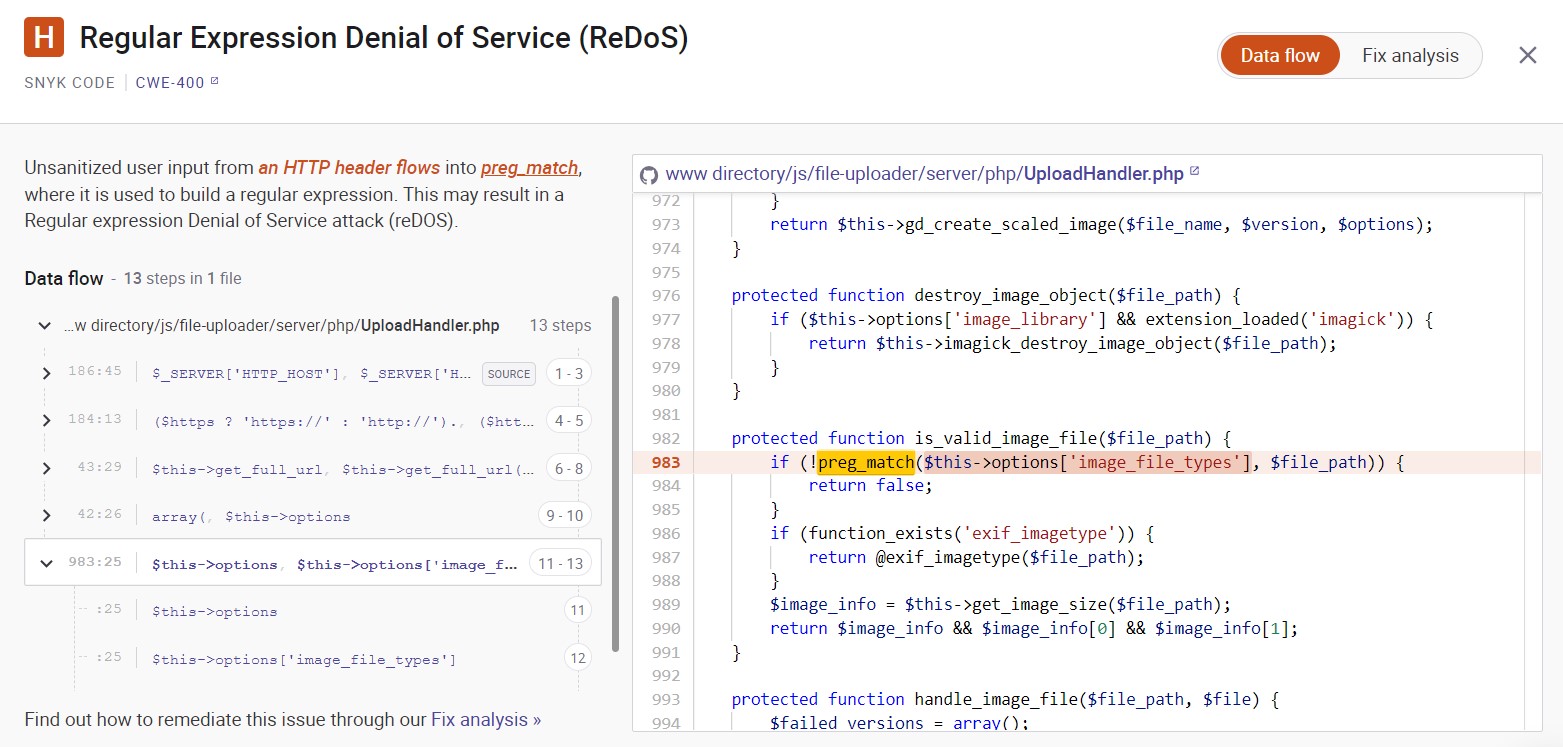 H Regular Expression Denial of Service (ReDoS)
SNYK CODE | CWE-400
Data flow
Fix analysis
Unsanitized user input from an HTTP header flows into preg_match,
where it is used to build a regular expression. This may result in a
Regular expression Denial of Service attack (reDOS).
Data flow - 13 steps in 1 file
...w directory/js/file-uploader/server/php/UploadHandler.php 13 steps
186:45 $_SERVER['HTTP_HOST'], $_SERVER['H... SOURCE 1 - 3
184:13 ($https ? 'https://' : 'http://')., ($htt... 4 - 5
43:29 $this->get_full_url, $this->get_full_url(... 6 - 8
42:26 array(, $this->options 9 - 10
983:25 $this->options, $this->options['image_f... 11 - 13
:25 $this->options 11
:25 $this->options['image_file_types'] 12
Find out how to remediate this issue through our Fix analysis »
www directory/js/file-uploader/server/php/UploadHandler.php
972 }
973 return $this->gd_create_scaled_image($file_name, $version, $options);
974 }
975
976 protected function destroy_image_object($file_path) {
977 if ($this->options['image_library'] && extension_loaded('imagick')) {
978 return $this->imagick_destroy_image_object($file_path);
979 }
980 }
981
982 protected function is_valid_image_file($file_path) {
983 if (!preg_match($this->options['image_file_types'], $file_path)) {
984 return false;
985 }
986 if (function_exists('exif_imagetype')) {
987 return @exif_imagetype($file_path);
988 }
989 $image_info = $this->get_image_size($file_path);
990 return $image_info && $image_info[0] && $image_info[1];
991 }
992
993 protected function handle_image_file($file_path, $file) {
994 $failed_versions = array();